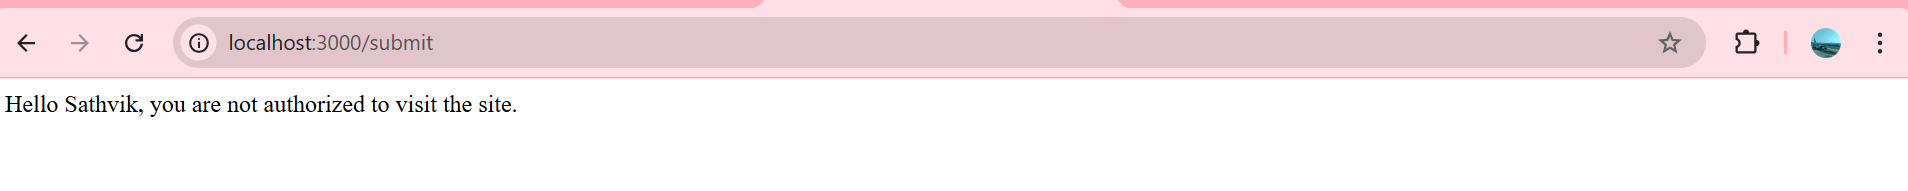 localhost:3000/submit
Hello Sathvik, you are not authorized to visit the site.